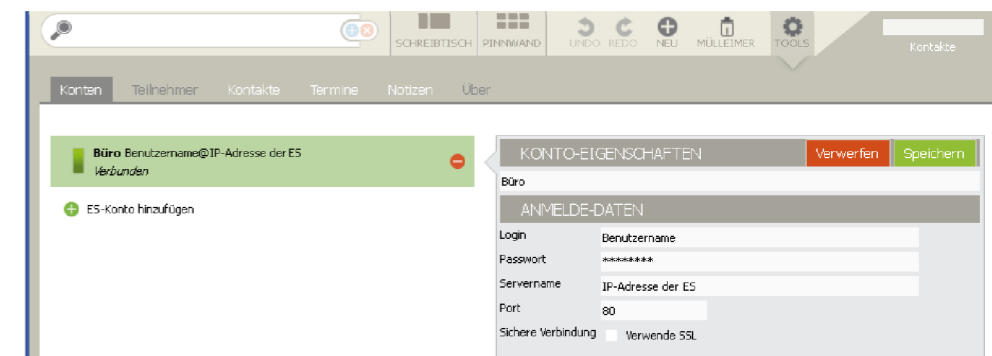 SCHREIBTISCH PINNWAND UNDO REDO NEU MÜLLEIMER TOOLS
Kontakte
Konten Teilnehmer Kontakte Termine Notizen Über
Büro Benutzername@IP-Adresse der ES
Verbunden
ES-Konto hinzufügen
KONTO-EIGENSCHAFTEN Verwerfen Speichern
Büro
ANMELDE-DATEN
Login Benutzername
Passwort ********
Servername IP-Adresse der ES
Port 80
Sichere Verbindung Verwende SSL